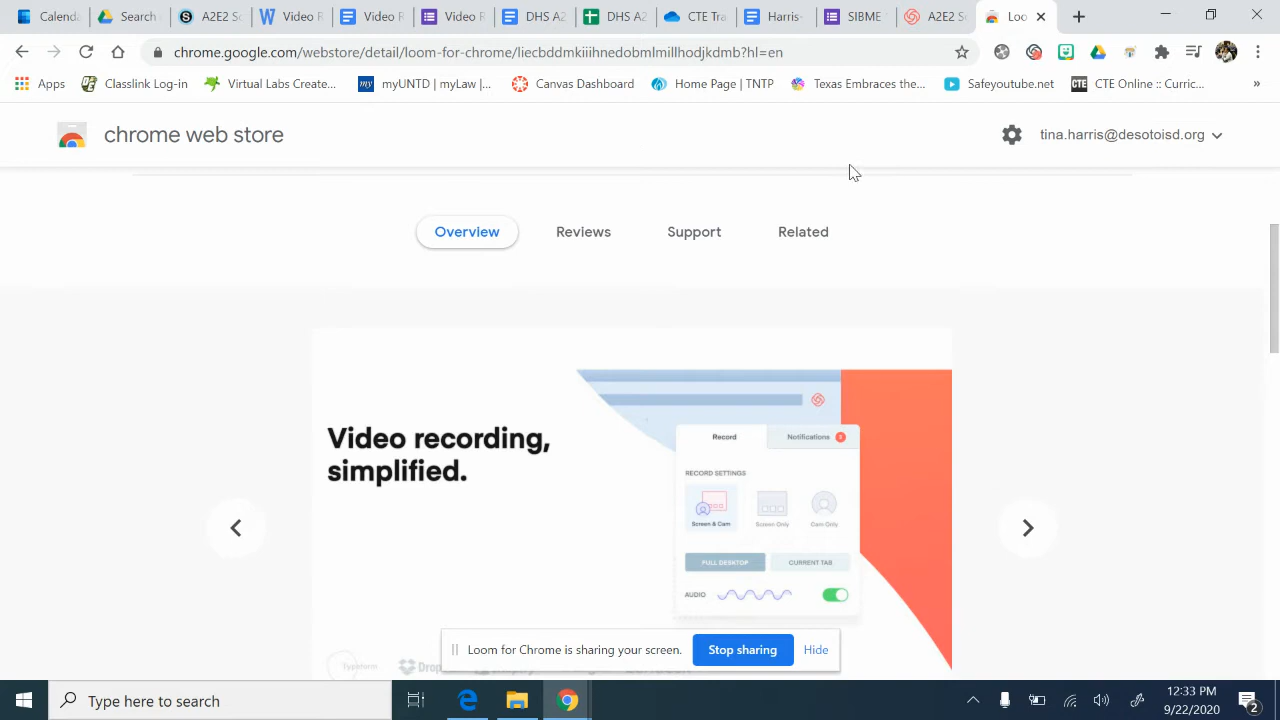 Calenda
A2E2 S
Video R
Video R
Video F
DHS A2
DHS A2
CTE Tra
Harris-
SIBME
A2E2 S
Loo
chrome.google.com/webstore/detail/loom-for-chrome/liecbddmkiiihnedobmlmillhodjkdmb?hl=en
Apps
Classlink Log-in
Virtual Labs Create...
my
myUNTD | myLaw |...
Canvas Dashboard
Home Page | TNTP
Texas Embraces the...
Safeyoutube.net
CTE
CTE Online :: Curric...
»
chrome web store
tina.harris@desotoisd.org
Overview
Reviews
Support
Related
Video recording,
simplified.
Record
Notifications
RECORD SETTINGS
Screen & Cam
Screen Only
Cam Only
FULL DESKTOP
CURRENT TAB
AUDIO
Loom for Chrome is sharing your screen.
Stop sharing
Hide
Typeform
Type here to search
12:33 PM
9/22/2020
2